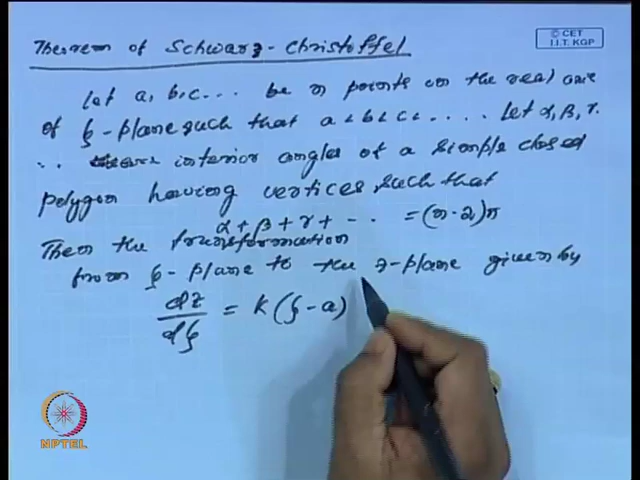 Theorem of Schwarz-Christoffel
© CET
I.I.T. KGP
Let a, b, c... be n points on the real axis
of ζ-plane such that a < b < c < ..... Let α, β, γ.
.. interior angles of a simple closed
polygon having vertices such that
α + β + γ + ... = (n-2)π
Then the transformation
from ζ-plane to the z-plane given by
dz/dζ = K(ζ-a)
NPTEL